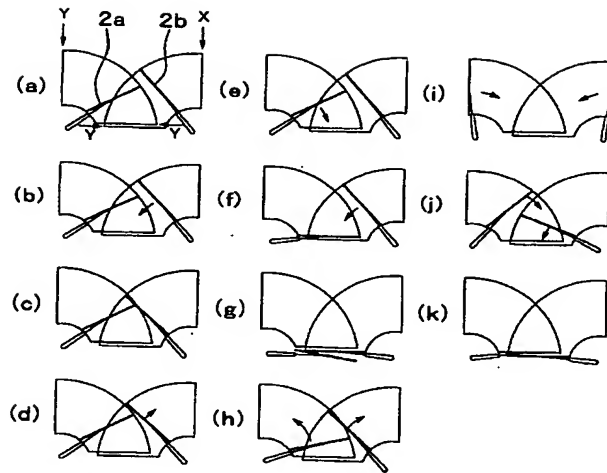 Y 2a 2b X
(a) (e) (i)
Y Y
(b) (f) (j)
(c) (g) (k)
(d) (h)